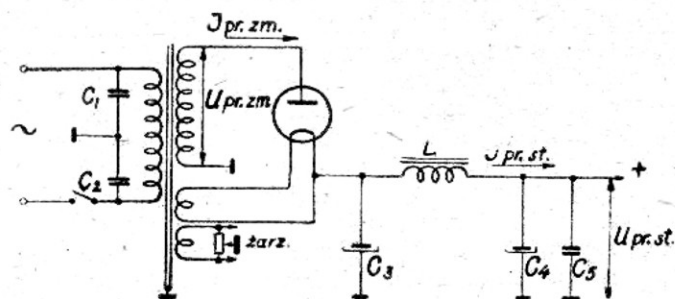 J pr. zm.
C1
U pr. zm
~
C2
żarz.
L
J pr. st.
+
C3
C4
C5
U pr. st.